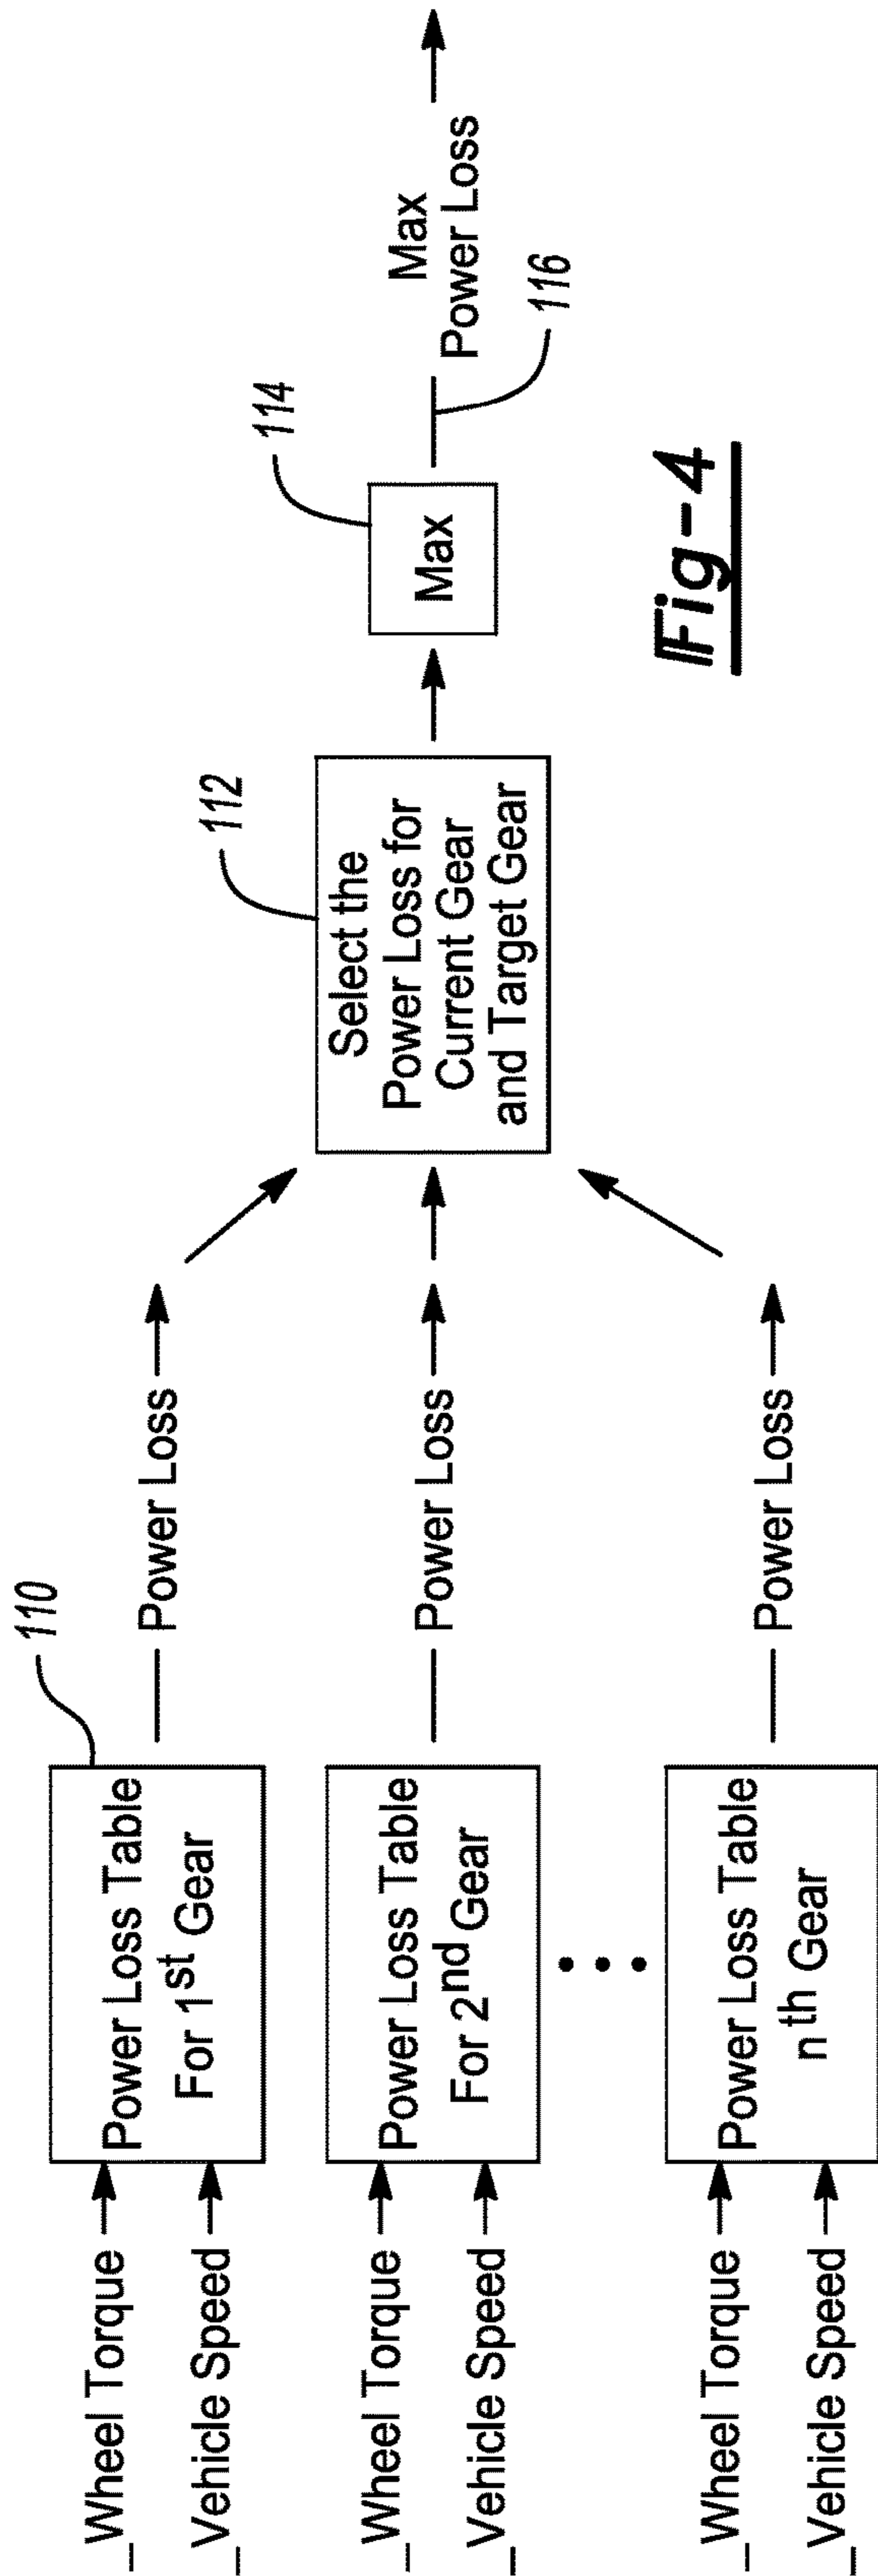 Wheel Torque
Vehicle Speed
Power Loss Table
For 1st Gear
110
Power Loss
Wheel Torque
Vehicle Speed
Power Loss Table
For 2nd Gear
Power Loss
Wheel Torque
Vehicle Speed
Power Loss Table
nth Gear
Power Loss
112
Select the
Power Loss for
Current Gear
and Target Gear
114
Max
116
Max
Power Loss
Fig-4